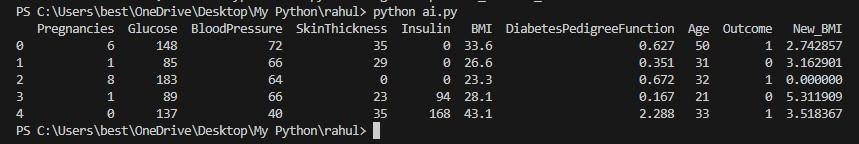 PS C:\Users\best\OneDrive\Desktop\My Python\rahul> python ai.py
Pregnancies Glucose BloodPressure SkinThickness Insulin BMI DiabetesPedigreeFunction Age Outcome New_BMI
0 6 148 72 35 0 33.6 0.627 50 1 2.742857
1 1 85 66 29 0 26.6 0.351 31 0 3.162901
2 8 183 64 0 0 23.3 0.672 32 1 0.000000
3 1 89 66 23 94 28.1 0.167 21 0 5.311909
4 0 137 40 35 168 43.1 2.288 33 1 3.518367
PS C:\Users\best\OneDrive\Desktop\My Python\rahul>